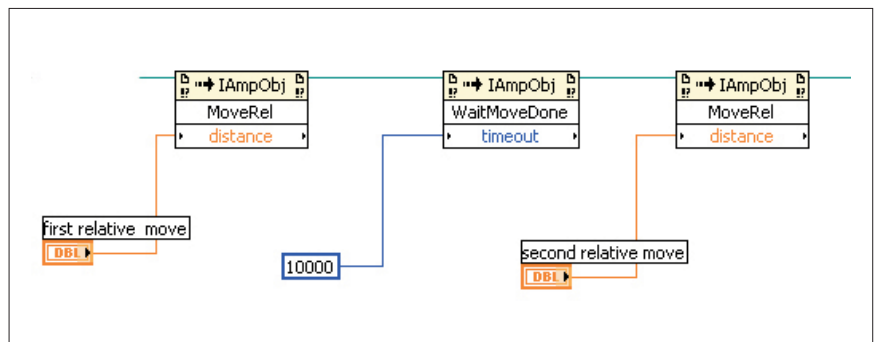 IAmpObj
MoveRel
distance
IAmpObj
WaitMoveDone
timeout
IAmpObj
MoveRel
distance
first relative move
DBL
10000
second relative move
DBL